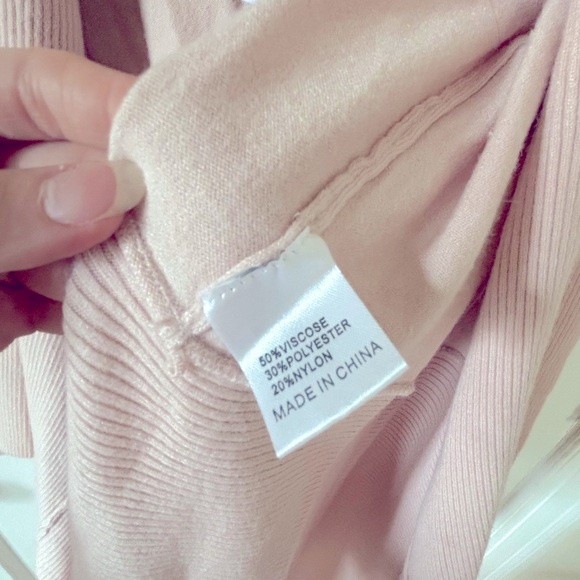 50%VISCOSE
30%POLYESTER
20%NYLON
MADE IN CHINA